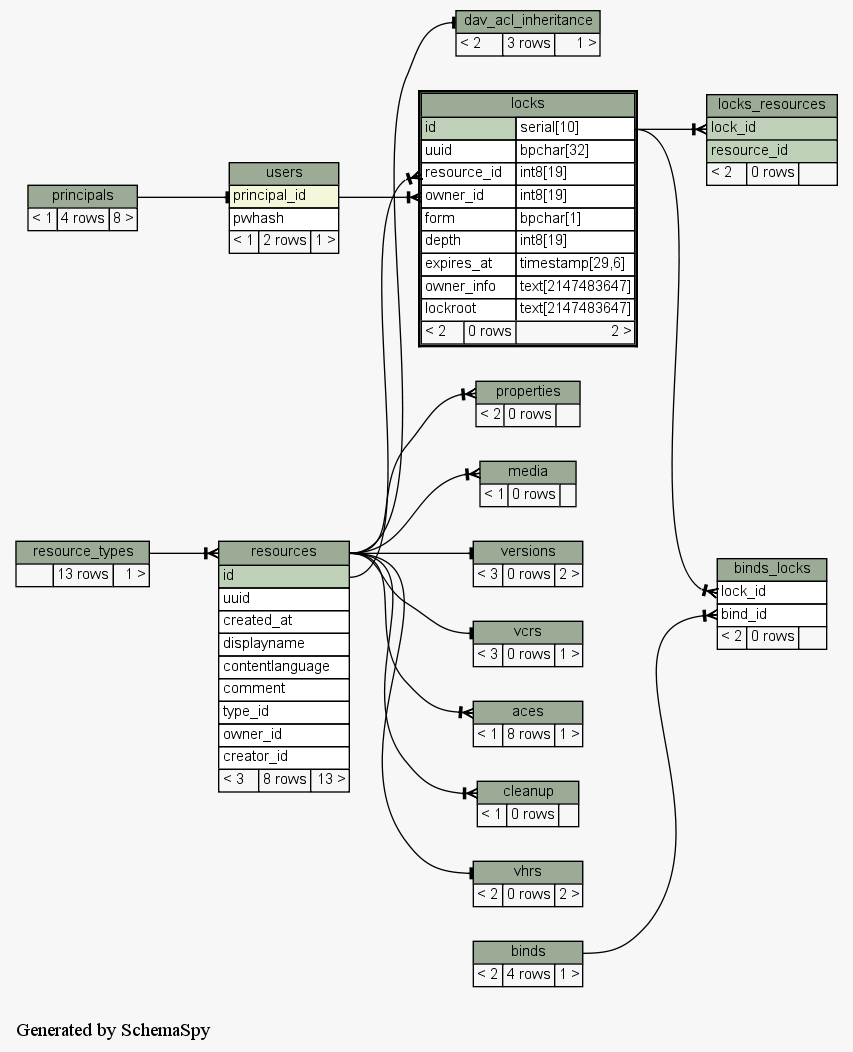 dav_acl_inheritance
< 2 3 rows 1 >
locks
id serial[10]
uuid bpchar[32]
resource_id int8[19]
owner_id int8[19]
form bpchar[1]
depth int8[19]
expires_at timestamp[29,6]
owner_info text[2147483647]
lockroot text[2147483647]
< 2 0 rows 2 >
locks_resources
lock_id
resource_id
< 2 0 rows
users
principal_id
pwhash
< 1 2 rows 1 >
principals
< 1 4 rows 8 >
properties
< 2 0 rows
media
< 1 0 rows
resource_types
13 rows 1 >
resources
id
uuid
created_at
displayname
contentlanguage
comment
type_id
owner_id
creator_id
< 3 8 rows 13 >
versions
< 3 0 rows 2 >
vcrs
< 3 0 rows 1 >
aces
< 1 8 rows 1 >
cleanup
< 1 0 rows
vhrs
< 2 0 rows 2 >
binds
< 2 4 rows 1 >
binds_locks
lock_id
bind_id
< 2 0 rows
Generated by SchemaSpy